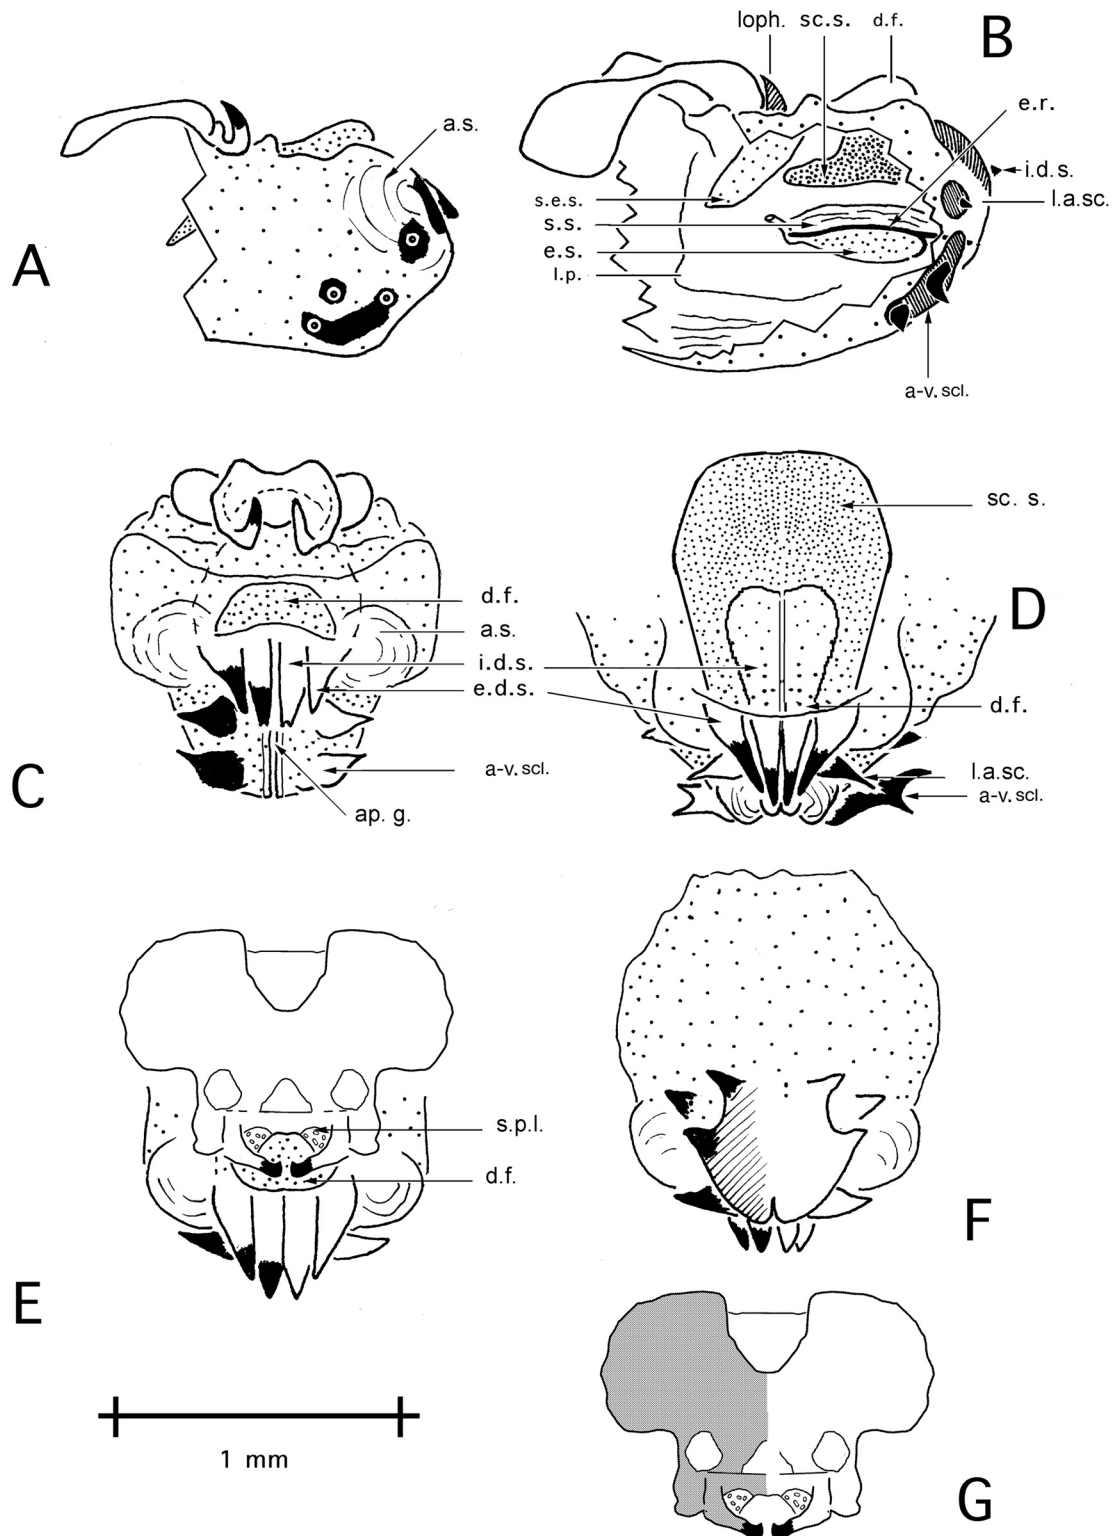 loph. sc.s. d.f.
B
a.s.
e.r.
i.d.s.
l.a.sc.
s.e.s.
s.s.
e.s.
l.p.
A
a-v.scl.
sc. s.
d.f.
a.s.
D
i.d.s.
e.d.s.
d.f.
a-v.scl.
l.a.sc.
a-v. scl.
C
ap. g.
s.p.l.
d.f.
F
E
1 mm
G